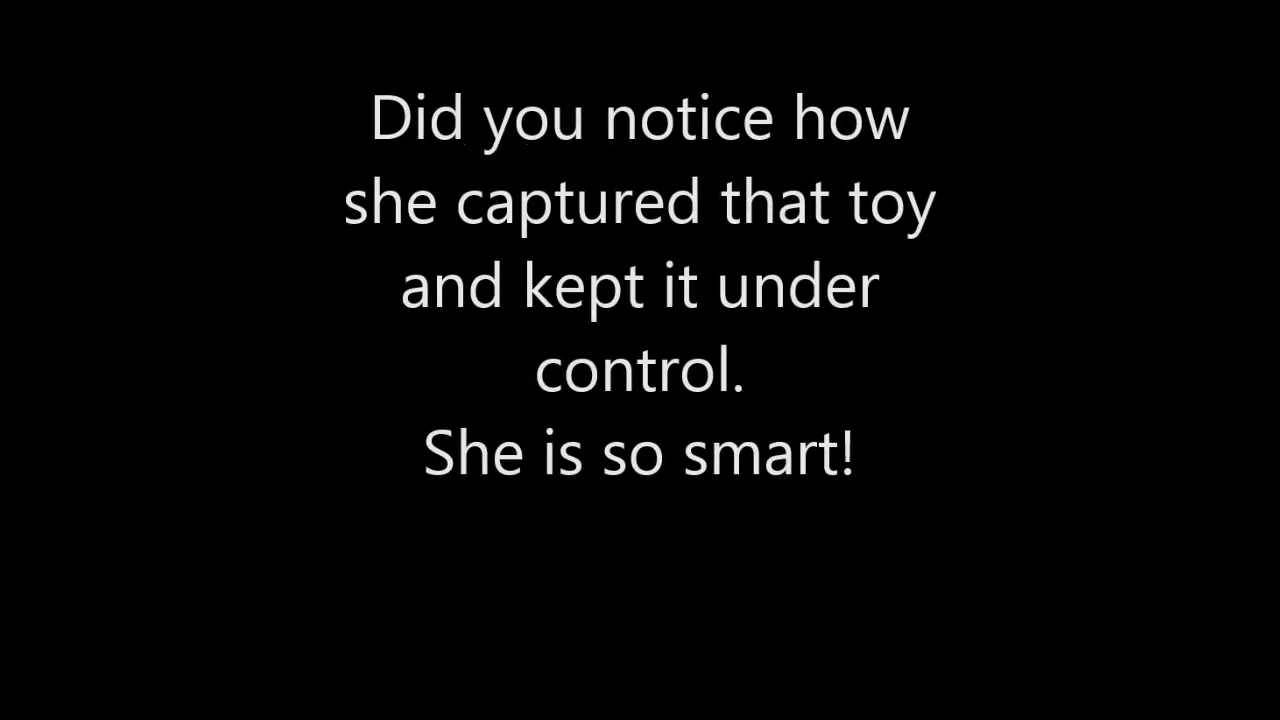 Did you notice how
she captured that toy
and kept it under
control.
She is so smart!